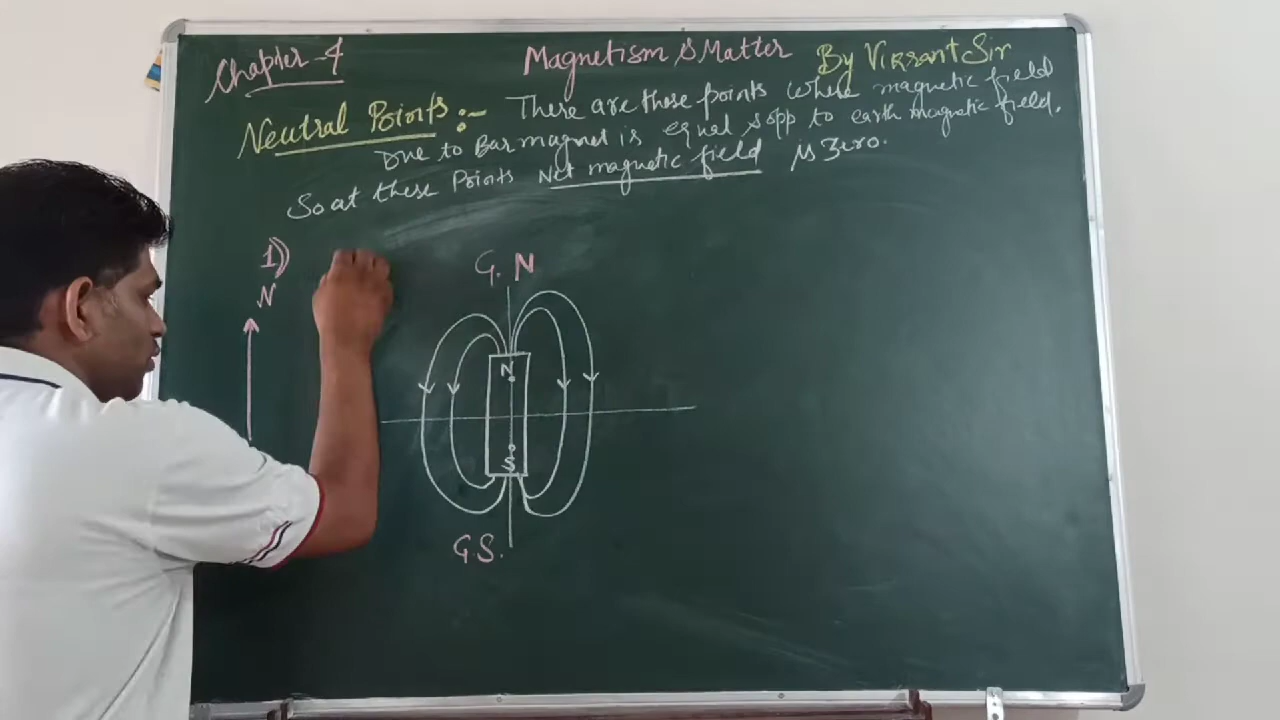 Chapter-4
Magnetism & Matter By Vikrant Sir
Neutral Points :- There are those points where magnetic field
Due to Bar magnet is equal & opp to earth magnetic field.
So at these Points Net magnetic field is Zero.
1)
N
G. N
N
S
G S.